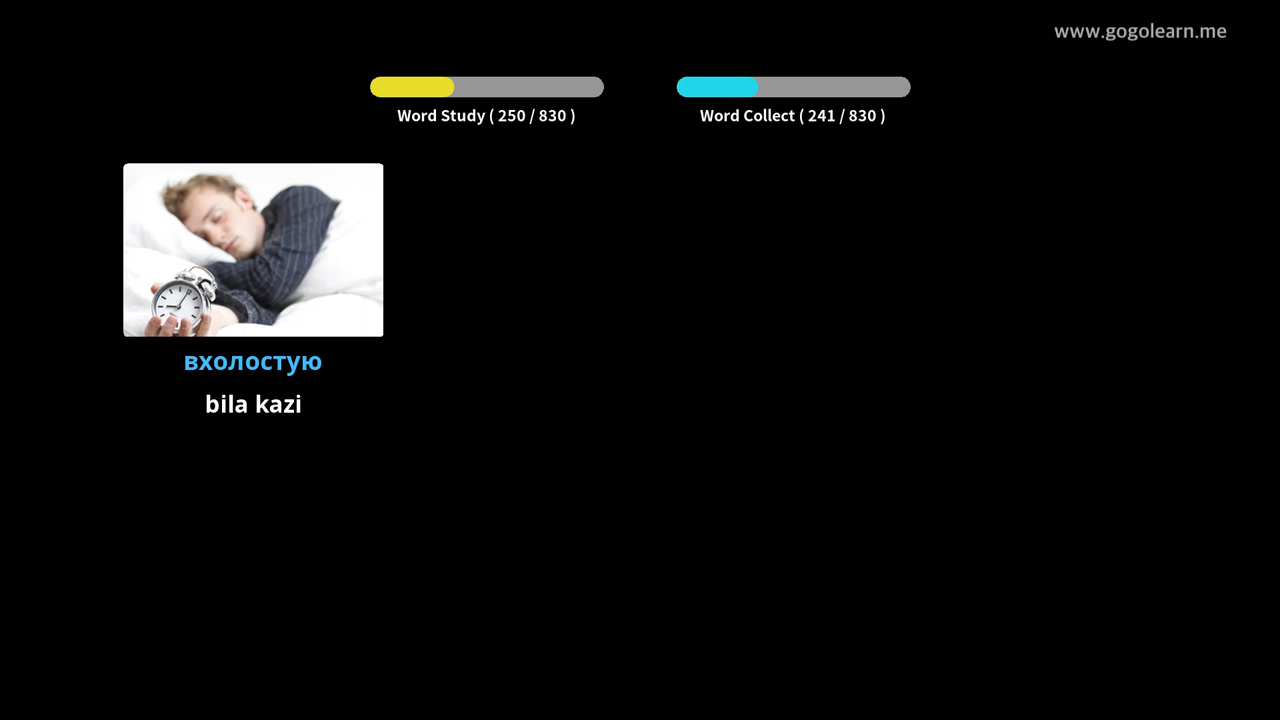 www.gogolearn.me
Word Study ( 250 / 830 )
Word Collect ( 241 / 830 )
вхолостую
bila kazi